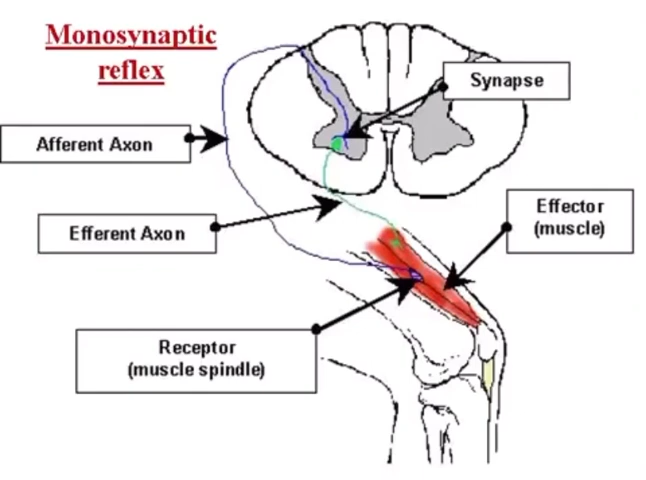 Monosynaptic
reflex
Synapse
Afferent Axon
Effector
(muscle)
Efferent Axon
Receptor
(muscle spindle)